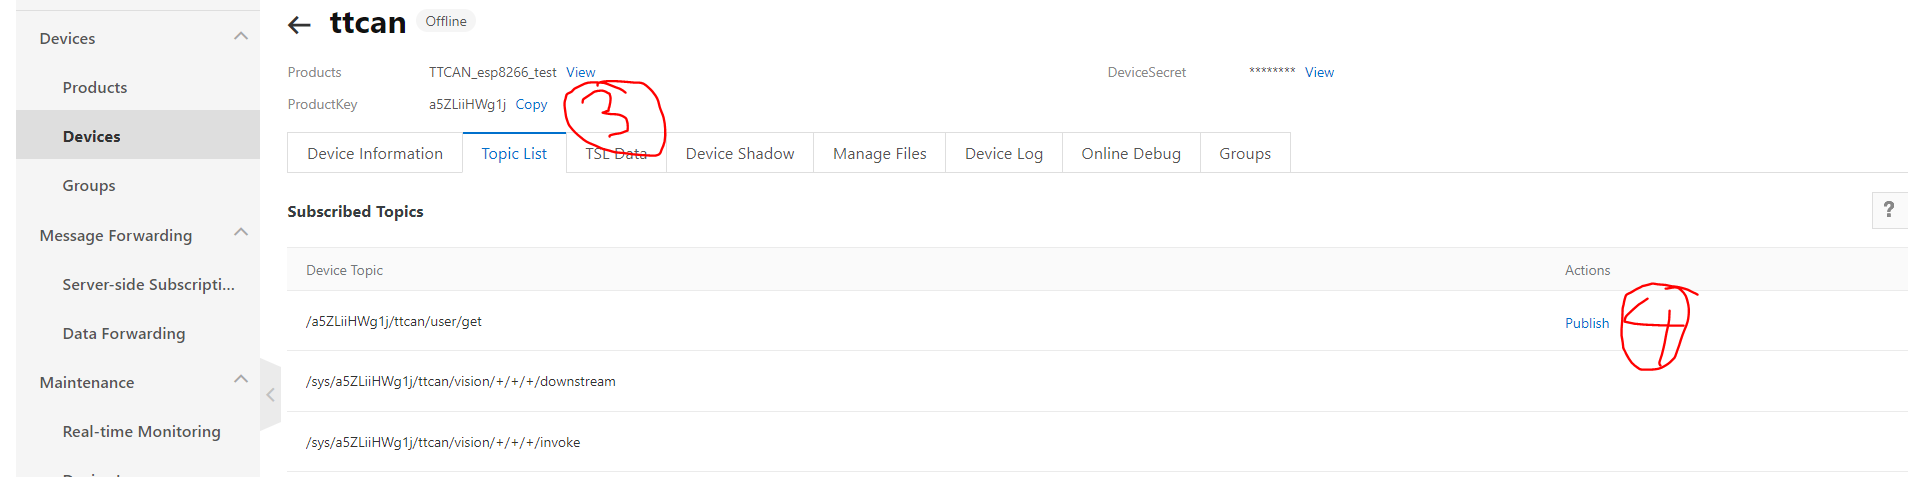 ttcan Offline
Devices
Products TTCAN_esp8266_test View DeviceSecret ******** View
Products
ProductKey a5ZLiiHWg1j Copy
3
Devices
Device Information Topic List TSL Data Device Shadow Manage Files Device Log Online Debug Groups
Groups
Subscribed Topics ?
Message Forwarding
Device Topic Actions
Server-side Subscripti...
/a5ZLiiHWg1j/ttcan/user/get Publish 4
Data Forwarding
Maintenance
/sys/a5ZLiiHWg1j/ttcan/vision/+/+/+/downstream
Real-time Monitoring
/sys/a5ZLiiHWg1j/ttcan/vision/+/+/+/invoke